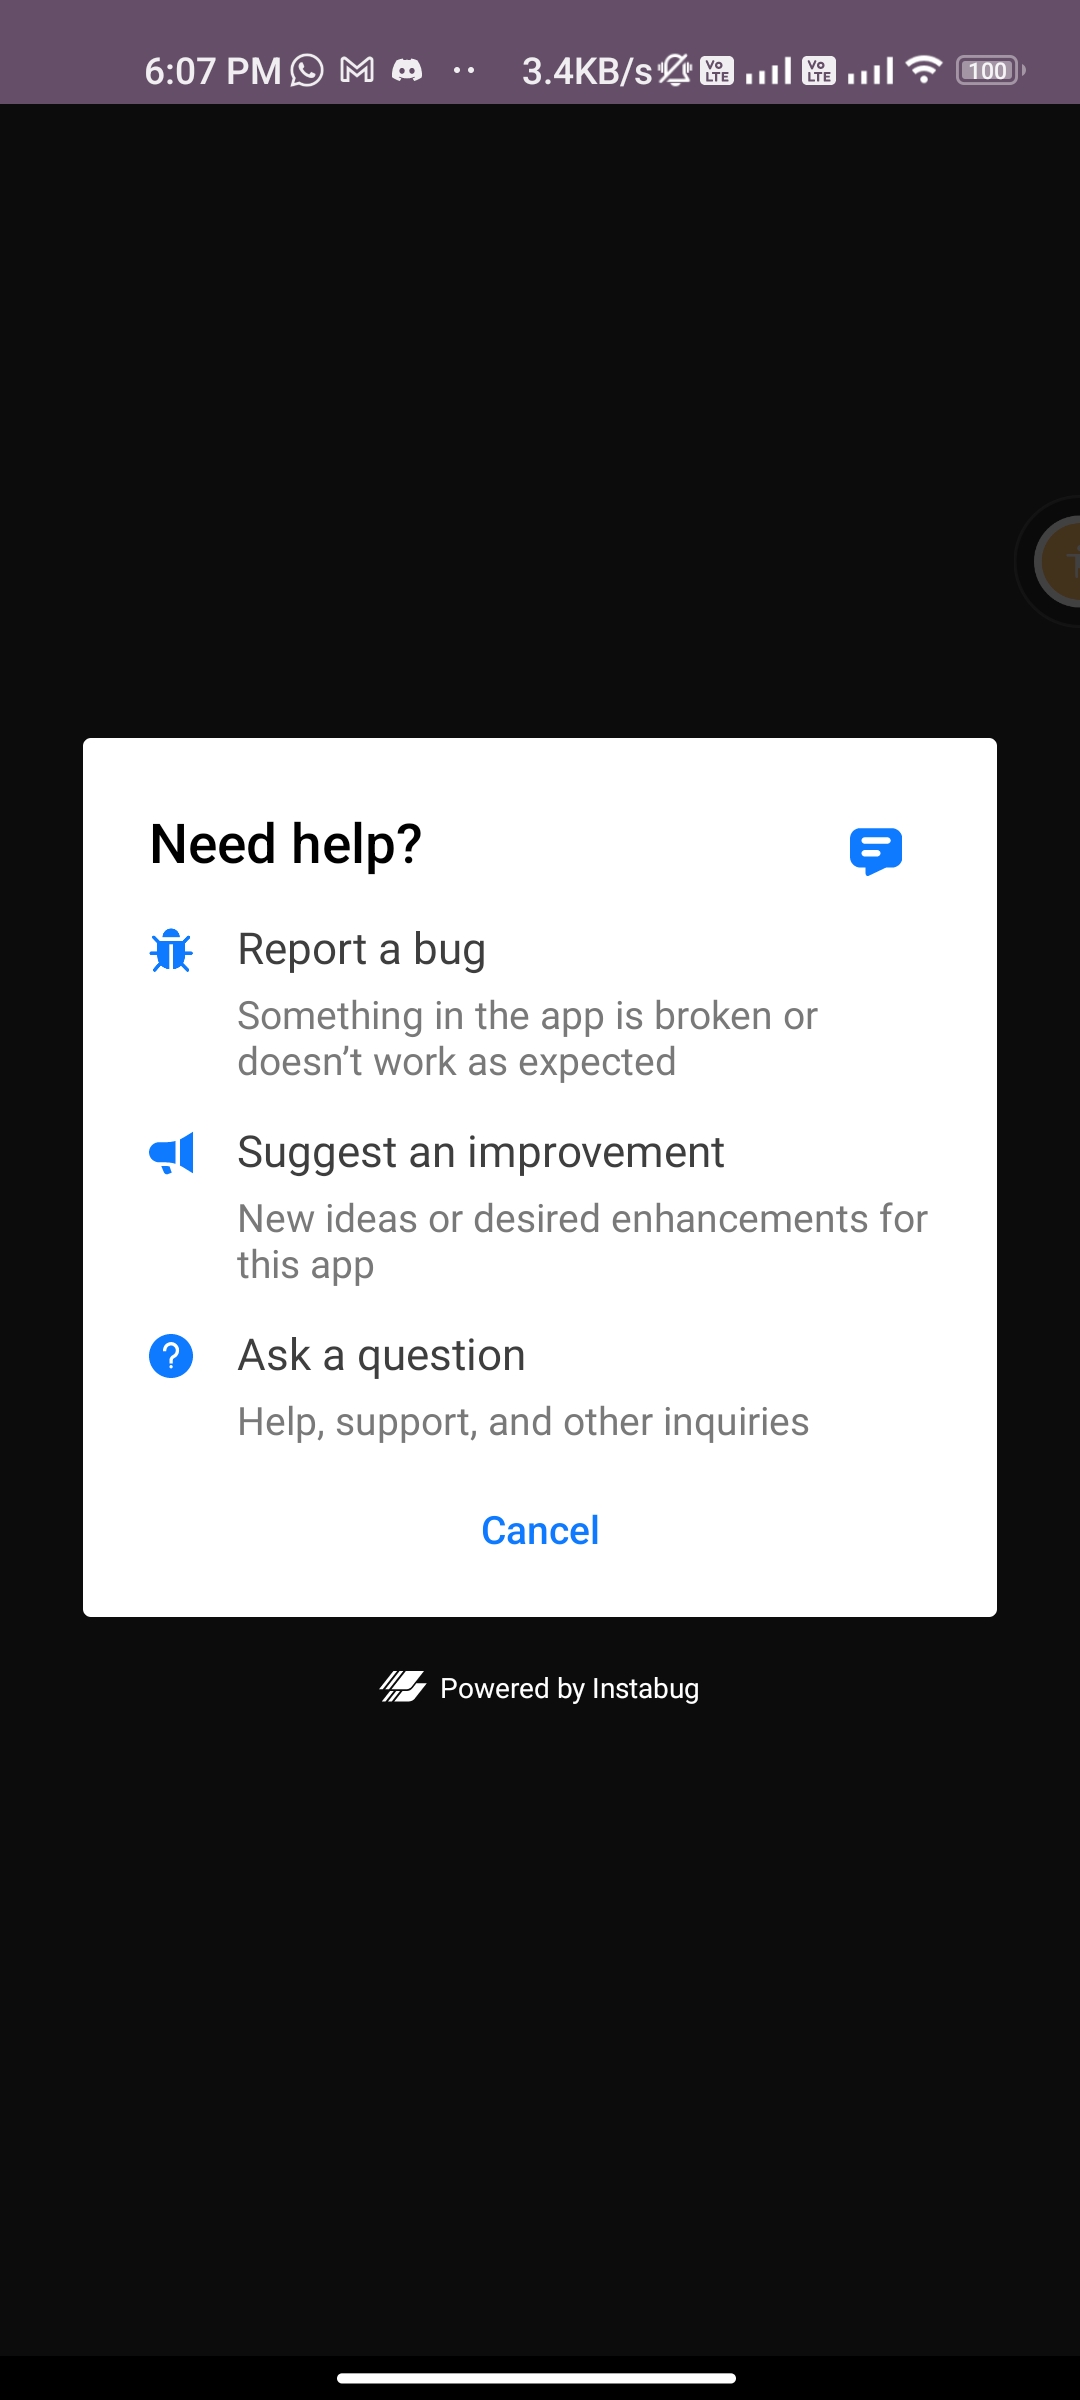 6:07 PM 3.4KB/s Vo LTE Vo LTE 100
Need help?
Report a bug
Something in the app is broken or
doesn’t work as expected
Suggest an improvement
New ideas or desired enhancements for
this app
Ask a question
Help, support, and other inquiries
Cancel
Powered by Instabug